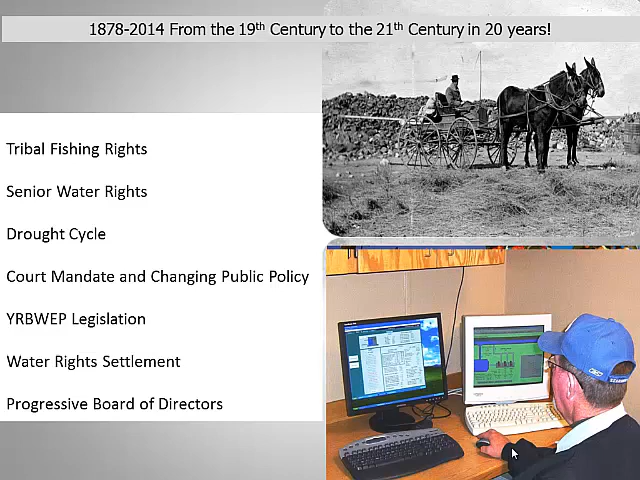 1878-2014 From the 19th Century to the 21th Century in 20 years!
Tribal Fishing Rights
Senior Water Rights
Drought Cycle
Court Mandate and Changing Public Policy
YRBWEP Legislation
Water Rights Settlement
Progressive Board of Directors